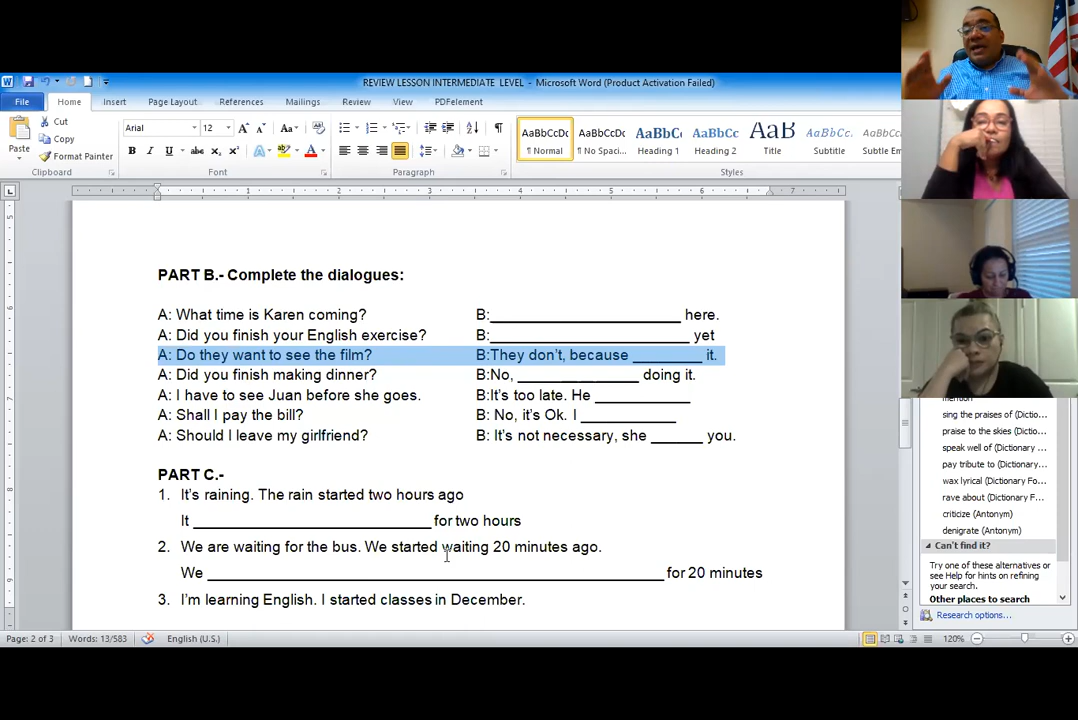 REVIEW LESSON INTERMEDIATE LEVEL - Microsoft Word (Product Activation Failed)
File Home Insert Page Layout References Mailings Review View PDFelement
Paste
Cut
Copy
Format Painter
Arial 12
AaBbCcDc AaBbCcDc AaBbC AaBbCc AaB AaBbCc. AaBbCcD
¶ Normal ¶ No Spaci... Heading 1 Heading 2 Title Subtitle Subtle Em
Clipboard Font Paragraph Styles
PART B.- Complete the dialogues:
A: What time is Karen coming? B:____________________ here.
A: Did you finish your English exercise? B:_____________________ yet
A: Do they want to see the film? B:They don't, because _______ it.
A: Did you finish making dinner? B:No, ____________ doing it.
A: I have to see Juan before she goes. B:It's too late. He _________
A: Shall I pay the bill? B: No, it's Ok. I _________
A: Should I leave my girlfriend? B: It's not necessary, she _____ you.
PART C.-
1. It's raining. The rain started two hours ago
It _________________________ for two hours
2. We are waiting for the bus. We started waiting 20 minutes ago.
We ________________________________________________ for 20 minutes
3. I'm learning English. I started classes in December.
sing the praises of (Dictio...
praise to the skies (Dictio...
speak well of (Dictionary ...
pay tribute to (Dictionary ...
wax lyrical (Dictionary Fo...
rave about (Dictionary F...
criticize (Antonym)
denigrate (Antonym)
Can't find it?
Try one of these alternatives or see Help for hints on refining your search.
Other places to search
Research options...
Page: 2 of 3 Words: 13/583 English (U.S.) 120%